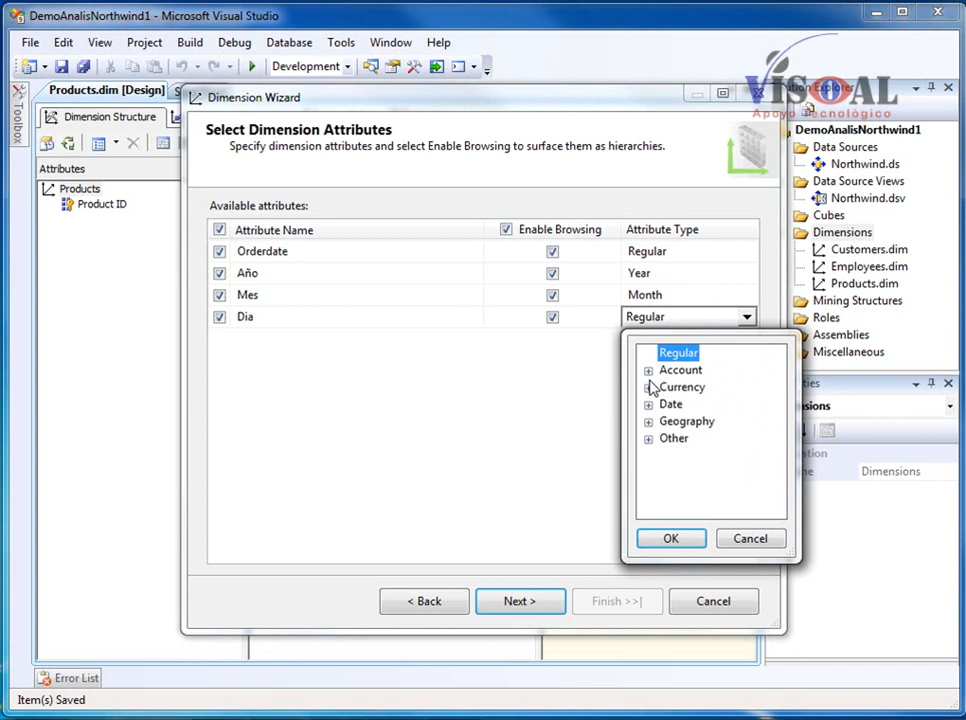 DemoAnalisNorthwind1 - Microsoft Visual Studio
File Edit View Project Build Debug Database Tools Window Help
Development
VISOAL
Apoyo Tecnológico
Products.dim [Design]
Toolbox
Dimension Structure
Attributes
Products
Product ID
Dimension Wizard
Select Dimension Attributes
Specify dimension attributes and select Enable Browsing to surface them as hierarchies.
Available attributes:
Attribute Name Enable Browsing Attribute Type
Orderdate Regular
Año Year
Mes Month
Dia Regular
Regular
Account
Currency
Date
Geography
Other
OK Cancel
< Back Next > Finish >>| Cancel
DemoAnalisNorthwind1
Data Sources
Northwind.ds
Data Source Views
Northwind.dsv
Cubes
Dimensions
Customers.dim
Employees.dim
Products.dim
Mining Structures
Roles
Assemblies
Miscellaneous
Dimensions
Error List
Item(s) Saved